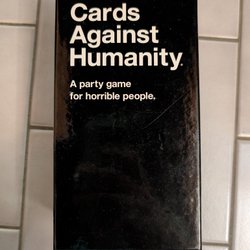 Cards
Against
Humanity.
A party game
for horrible people.